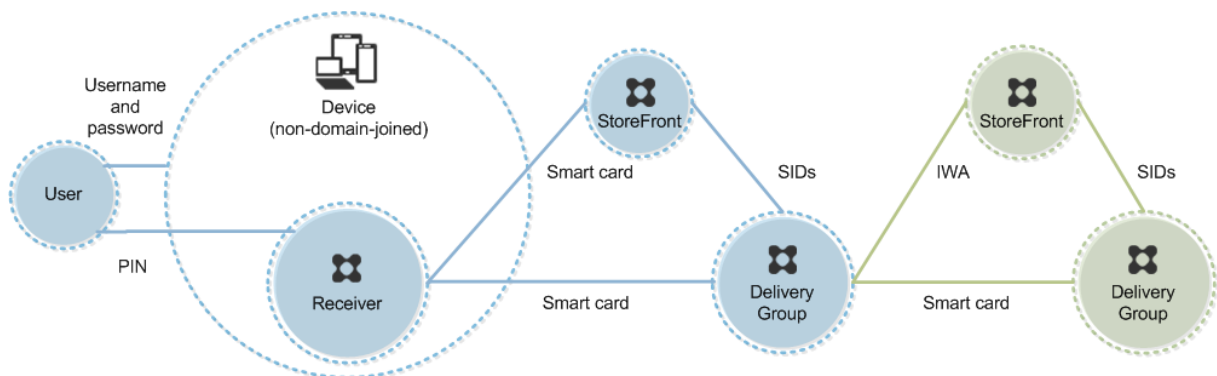 Username
and
password
Device
(non-domain-joined)
User
PIN
Receiver
StoreFront
Smart card
SIDs
Smart card
Delivery
Group
StoreFront
IWA
SIDs
Smart card
Delivery
Group